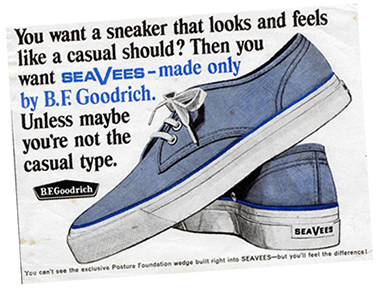 You want a sneaker that looks and feels
like a casual should? Then you
want SEAVEES – made only
by B.F. Goodrich.
Unless maybe
you're not the
casual type.
B.F.Goodrich
SEAVEES
You can't see the exclusive Posture Foundation wedge built right into SEAVEES—but you'll feel the difference!